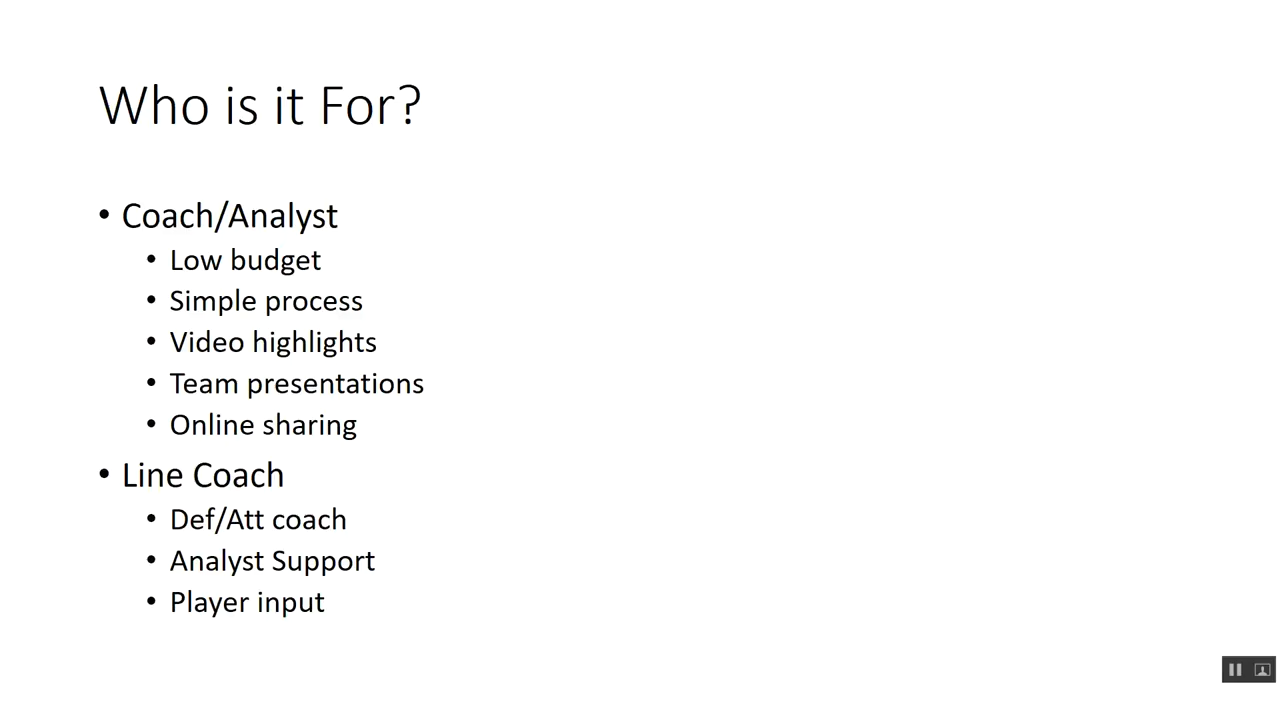 Who is it For?
• Coach/Analyst
• Low budget
• Simple process
• Video highlights
• Team presentations
• Online sharing
• Line Coach
• Def/Att coach
• Analyst Support
• Player input